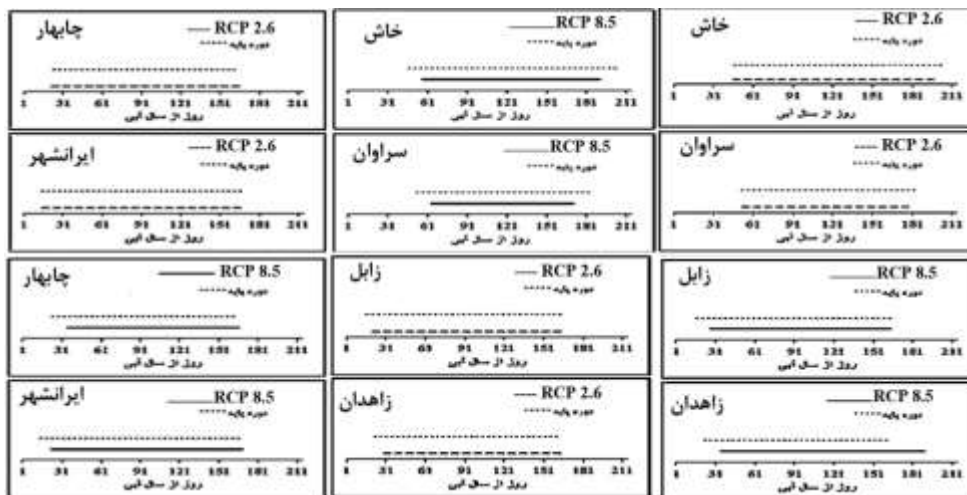 چابهار
RCP 2.6
دوره پایه
1 31 61 91 121 151 181 211
روز از سال آبی
خاش
RCP 8.5
دوره پایه
1 31 61 91 121 151 181 211
روز از سال آبی
خاش
RCP 2.6
دوره پایه
1 31 61 91 121 151 181 211
روز از سال آبی
ایرانشهر
RCP 2.6
دوره پایه
1 31 61 91 121 151 181 211
روز از سال آبی
سراوان
RCP 8.5
دوره پایه
1 31 61 91 121 151 181 211
روز از سال آبی
سراوان
RCP 2.6
دوره پایه
1 31 61 91 121 151 181 211
روز از سال آبی
چابهار
RCP 8.5
دوره پایه
1 31 61 91 121 151 181 211
روز از سال آبی
زابل
RCP 2.6
دوره پایه
1 31 61 91 121 151 181 211
روز از سال آبی
زابل
RCP 8.5
دوره پایه
1 31 61 91 121 151 181 211
روز از سال آبی
ایرانشهر
RCP 8.5
دوره پایه
1 31 61 91 121 151 181 211
روز از سال آبی
زاهدان
RCP 2.6
دوره پایه
1 31 61 91 121 151 181 211
روز از سال آبی
زاهدان
RCP 8.5
دوره پایه
1 31 61 91 121 151 181 211
روز از سال آبی